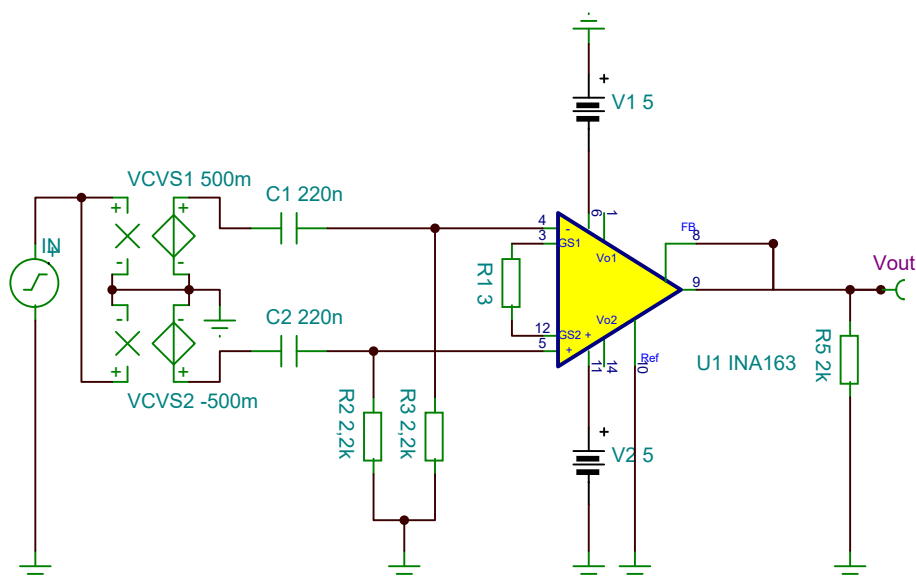 +
V1 5
VCVS1 500m
C1 220n
IN
+
+
-
-
4
-
6
1
3
GS1
Vo1
FB
8
R1 3
9
Vout
-
-
C2 220n
12
GS2
+
Vo2
5
+
Ref
11
14
10
U1 INA163
R5 2k
+
+
VCVS2 -500m
R2 2,2k
R3 2,2k
+
V2 5